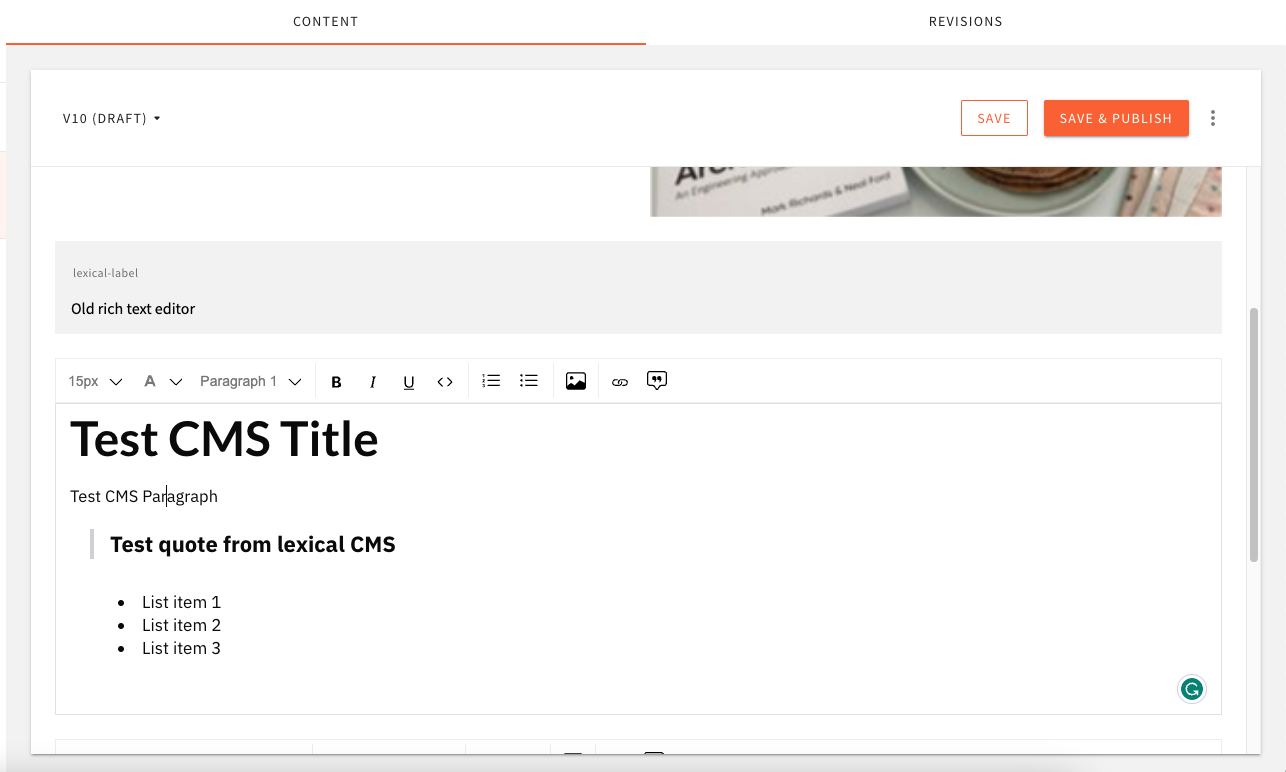 CONTENT
REVISIONS
V10 (DRAFT)
SAVE
SAVE & PUBLISH
An Engineering Approa
Mark Richards & Neal Ford
lexical-label
Old rich text editor
15px
A
Paragraph 1
B
I
U
Test CMS Title
Test CMS Paragraph
Test quote from lexical CMS
List item 1
List item 2
List item 3